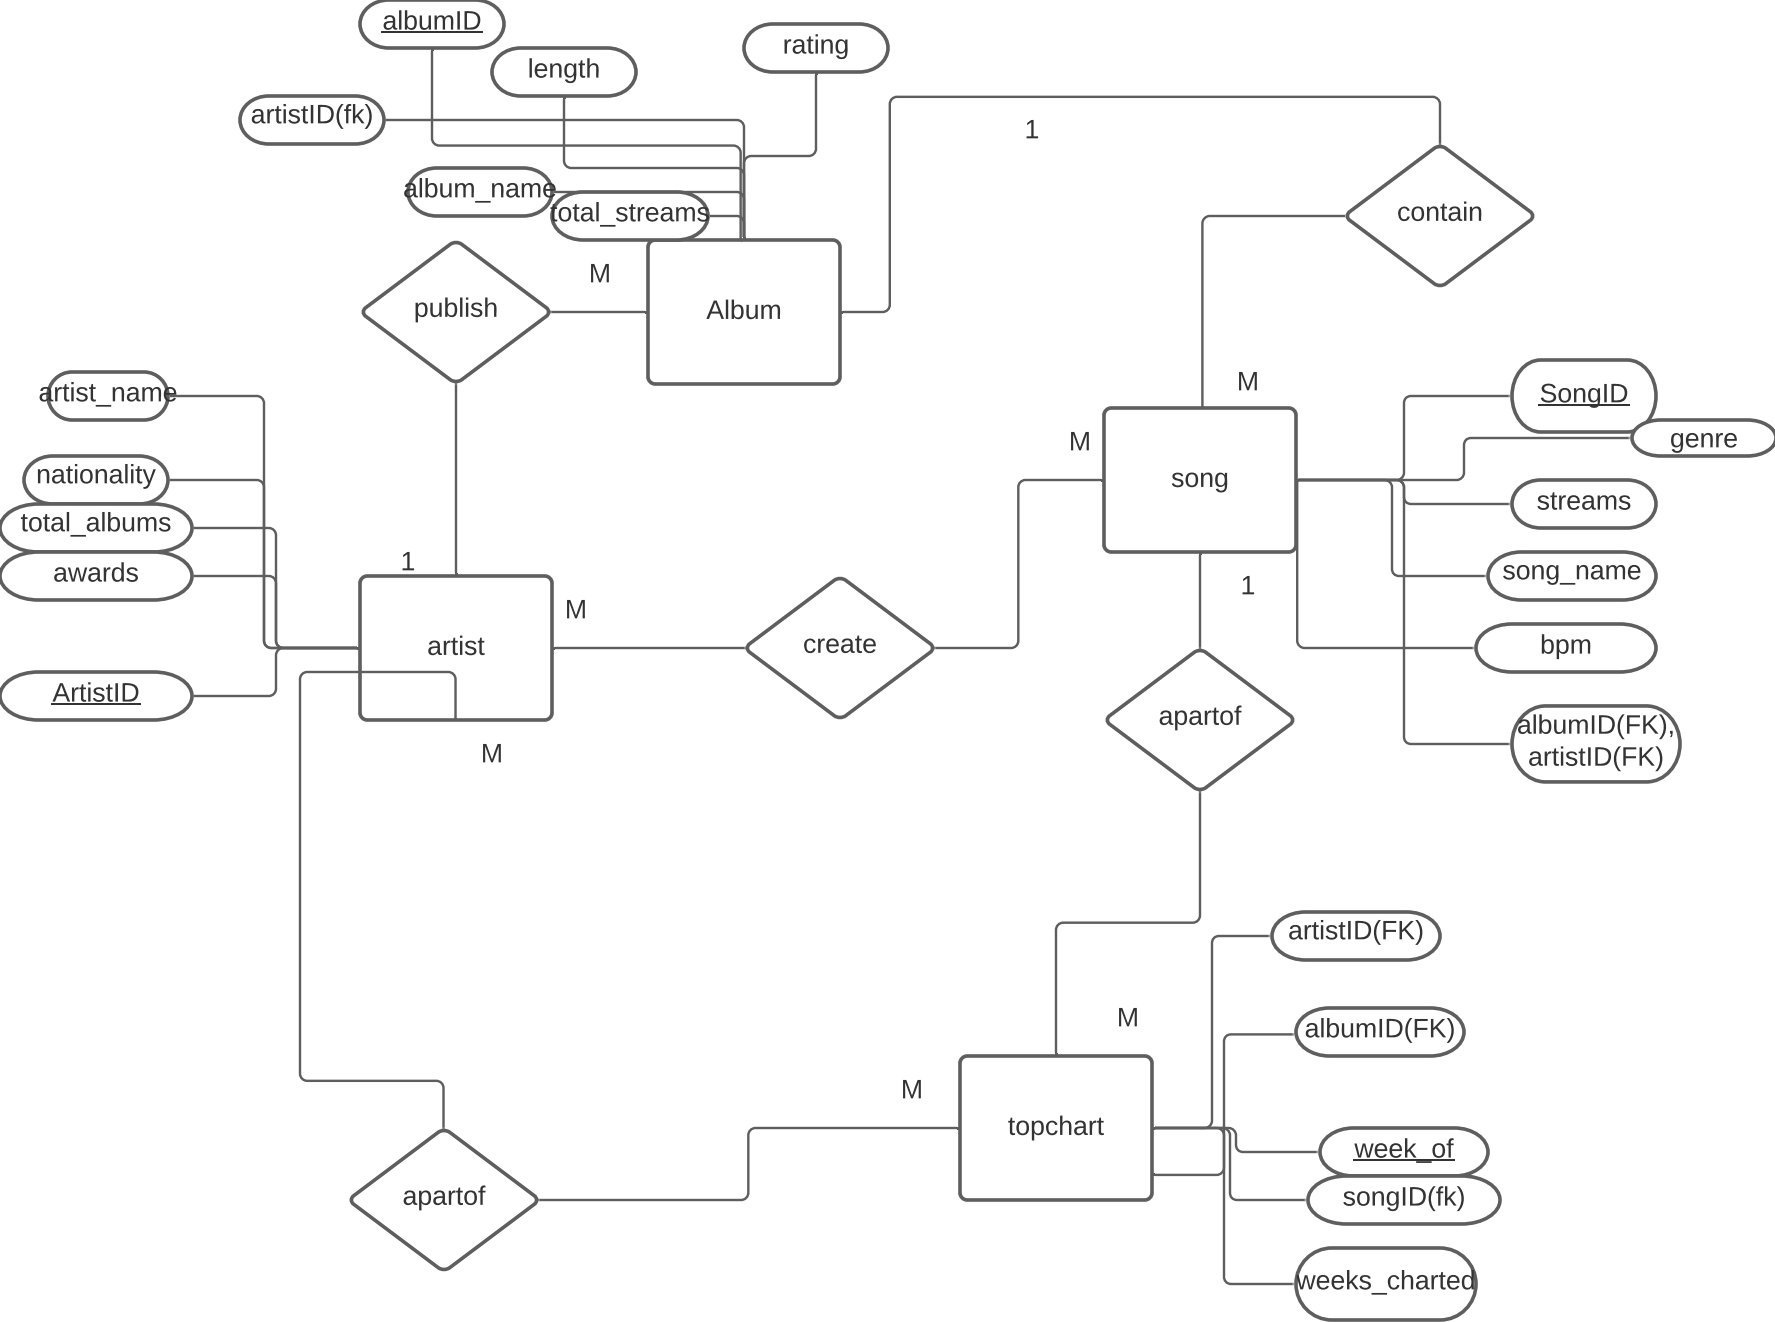 albumID
rating
length
artistID(fk)
1
album_name
total_streams
contain
M
publish
Album
M
artist_name
SongID
genre
M
nationality
song
streams
total_albums
1
awards
song_name
1
M
artist
create
bpm
ArtistID
apartof
albumID(FK),
artistID(FK)
M
artistID(FK)
M
albumID(FK)
M
topchart
week_of
apartof
songID(fk)
weeks_charted